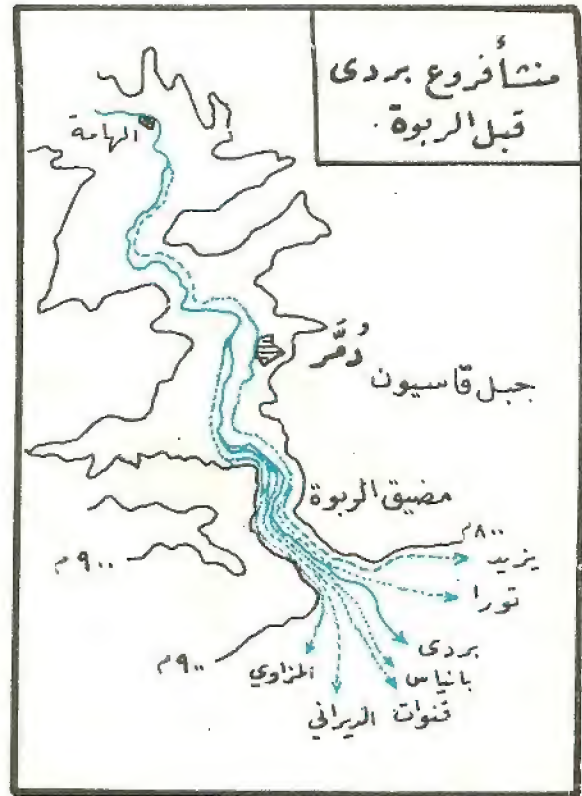 منشأ فروع بردى
قبل الربوة .
الهامة
دُمَّر
جبل قاسيون
مضيق الربوة
٨٠٠م
يزيد
تورا
٩٠٠م
بردى
بانياس
قنوات
الديراني
المزاوي
٩٠٠م